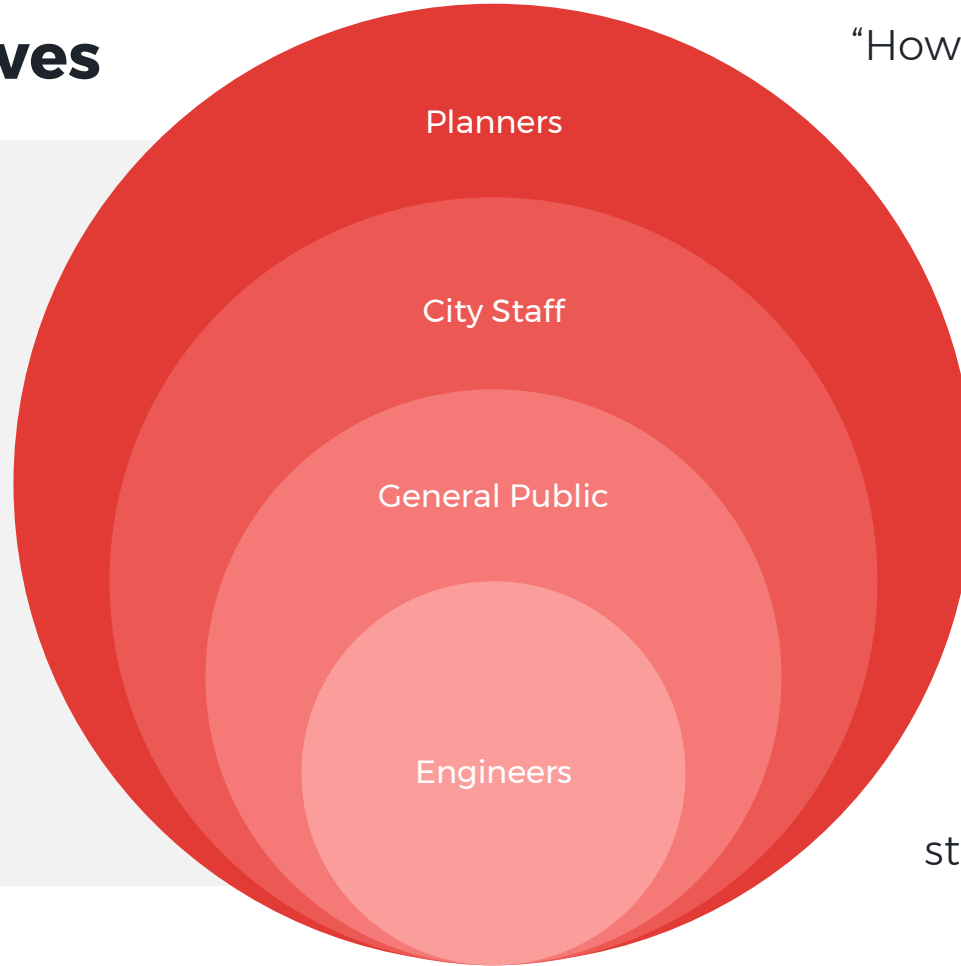 ves
“How
Planners
City Staff
General Public
Engineers
st